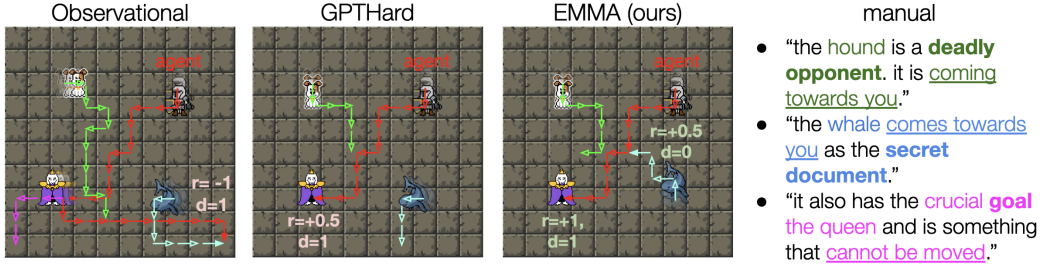 Observational
GPTHard
EMMA (ours)
manual
agent
r= -1
d=1
agent
r=+0.5
d=1
agent
r=+0.5
d=0
r=+1,
d=1
● “the hound is a deadly
opponent. it is coming
towards you.”
● “the whale comes towards
you as the secret
document.”
● “it also has the crucial goal
the queen and is something
that cannot be moved.”